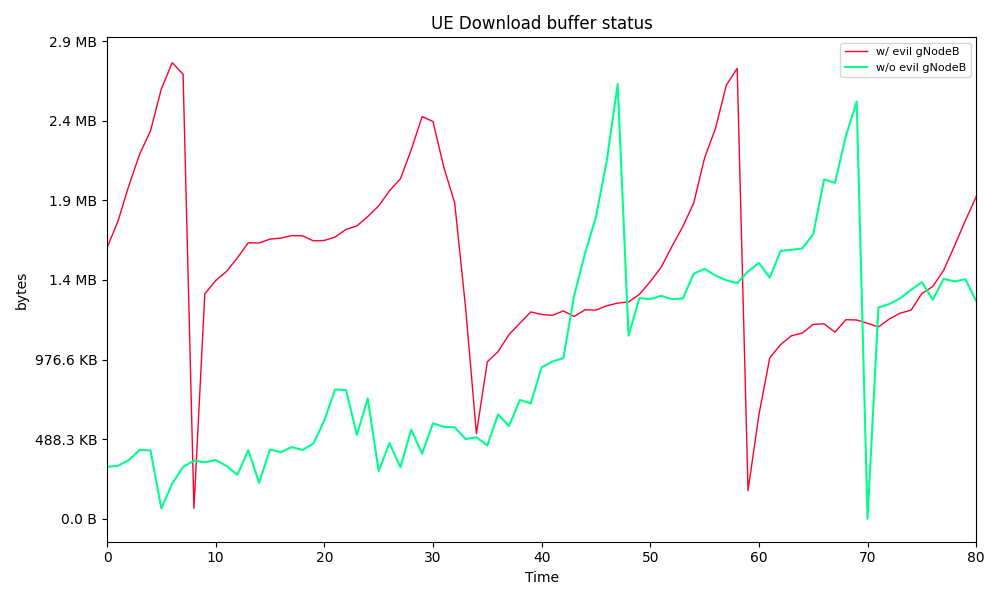 UE Download buffer status
2.9 MB
2.4 MB
1.9 MB
1.4 MB
976.6 KB
488.3 KB
0.0 B
bytes
0 10 20 30 40 50 60 70 80
Time
w/ evil gNodeB
w/o evil gNodeB